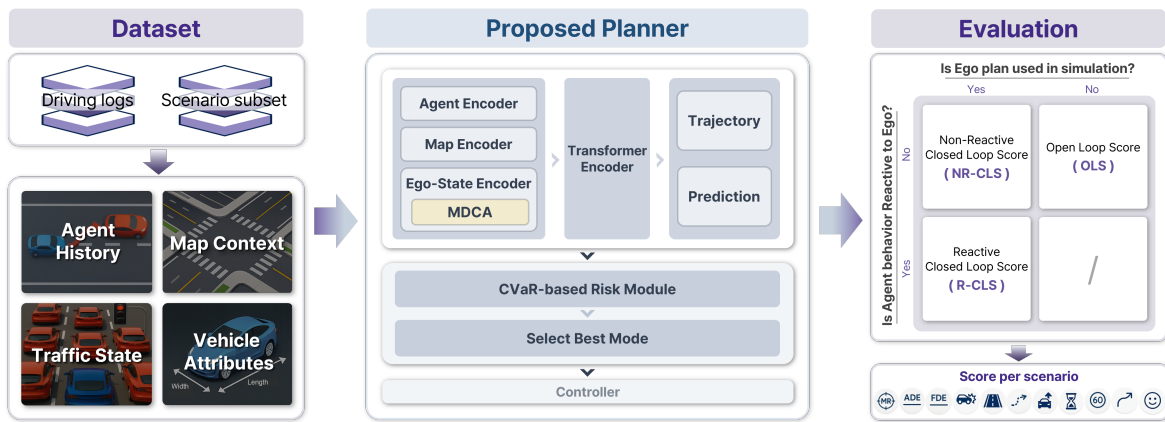 Dataset
Driving logs
Scenario subset
Agent
History
Map Context
Traffic State
Vehicle
Attributes
Width
Length
Proposed Planner
Agent Encoder
Map Encoder
Ego-State Encoder
MDCA
Transformer
Encoder
Trajectory
Prediction
CVaR-based Risk Module
Select Best Mode
Controller
Evaluation
Is Ego plan used in simulation?
Yes
No
Is Agent behavior Reactive to Ego?
No
Yes
Non-Reactive
Closed Loop Score
( NR-CLS )
Open Loop Score
( OLS )
Reactive
Closed Loop Score
( R-CLS )
/
Score per scenario
MR
ADE
FDE
60